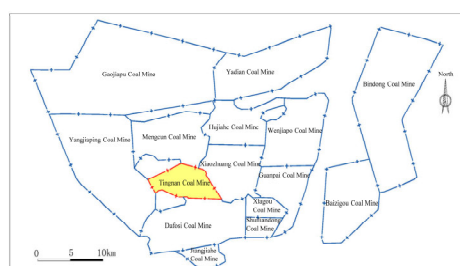 Gaojiapu Coal Mine
Yadian Coal Mine
Bindong Coal Mine
North
Yangjiaping Coal Mine
Mengcun Coal Mine
Hujiahe Coal Mine
Wenjiapo Coal Mine
Xiaozhuang Coal Mine
Guanpai Coal Mine
Tingnan Coal Mine
Xiagou
Coal Mine
Baizigou Coal Mine
Dafosi Coal Mine
Coal Mine
Jiangjiahe
Coal Mine
0 5 10km